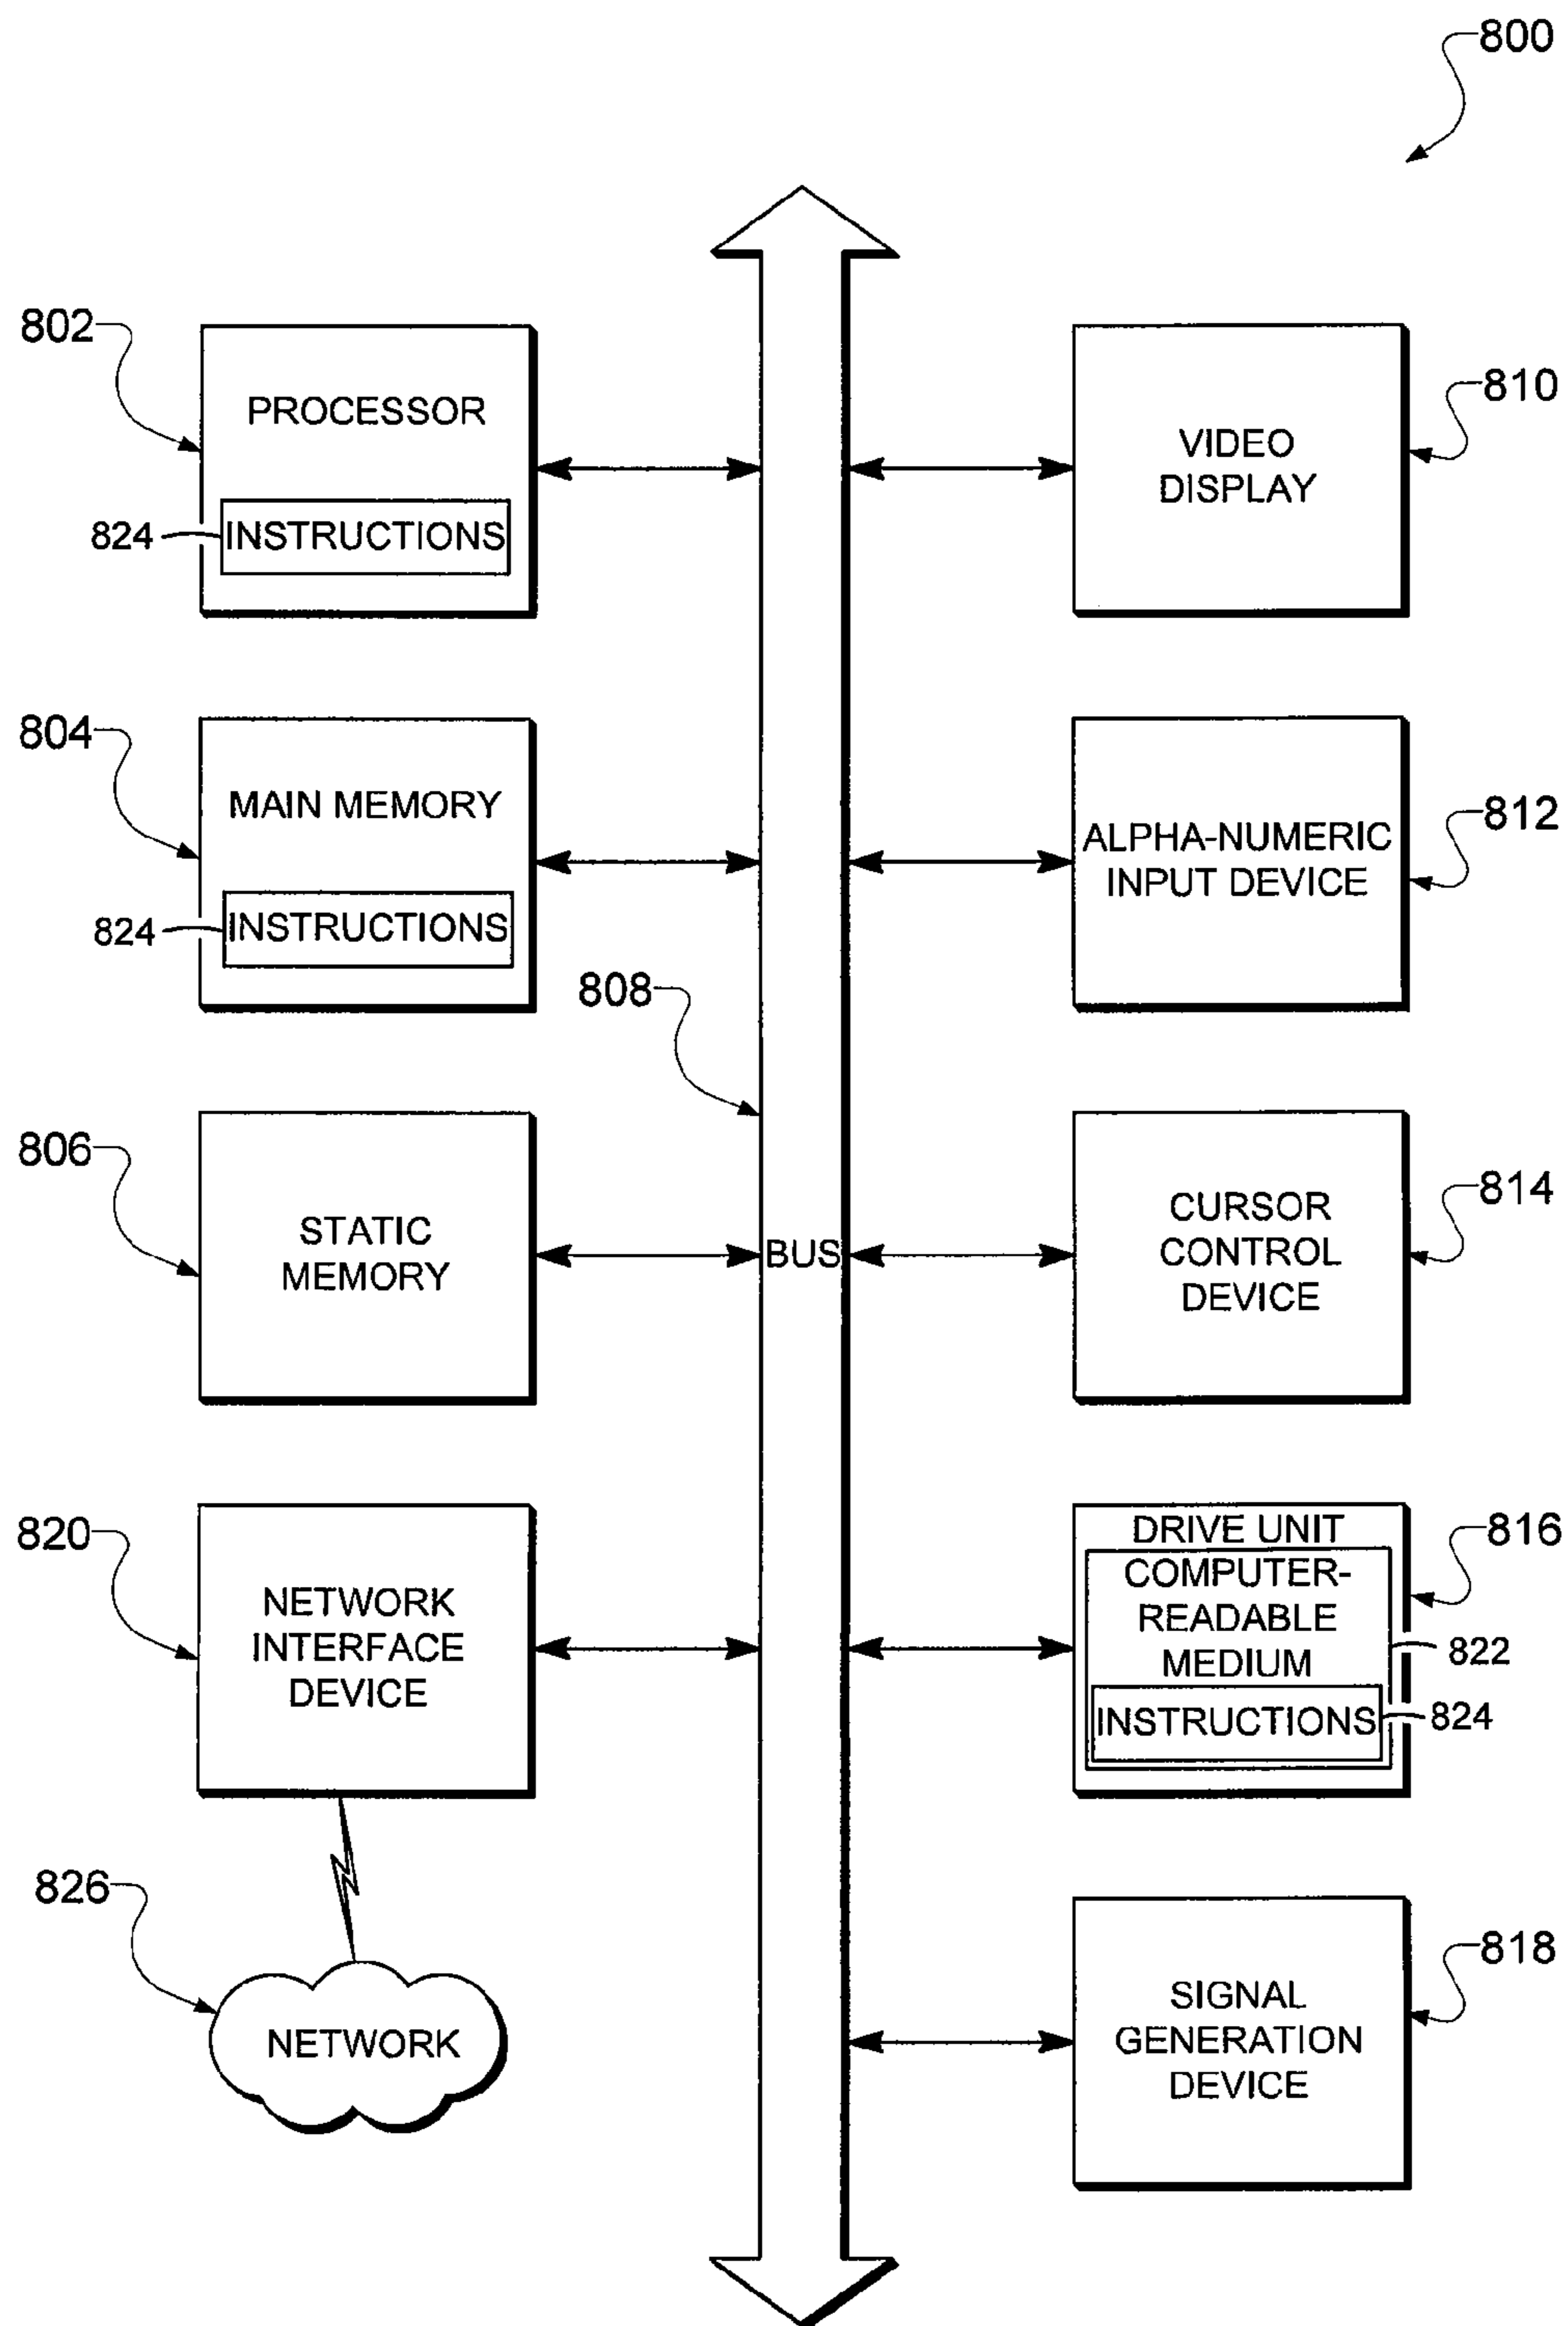 800
802
PROCESSOR
824
INSTRUCTIONS
810
VIDEO
DISPLAY
804
MAIN MEMORY
824
INSTRUCTIONS
812
ALPHA-NUMERIC
INPUT DEVICE
808
806
STATIC
MEMORY
BUS
814
CURSOR
CONTROL
DEVICE
820
NETWORK
INTERFACE
DEVICE
816
DRIVE UNIT
COMPUTER-
READABLE
MEDIUM
822
INSTRUCTIONS
824
826
NETWORK
818
SIGNAL
GENERATION
DEVICE